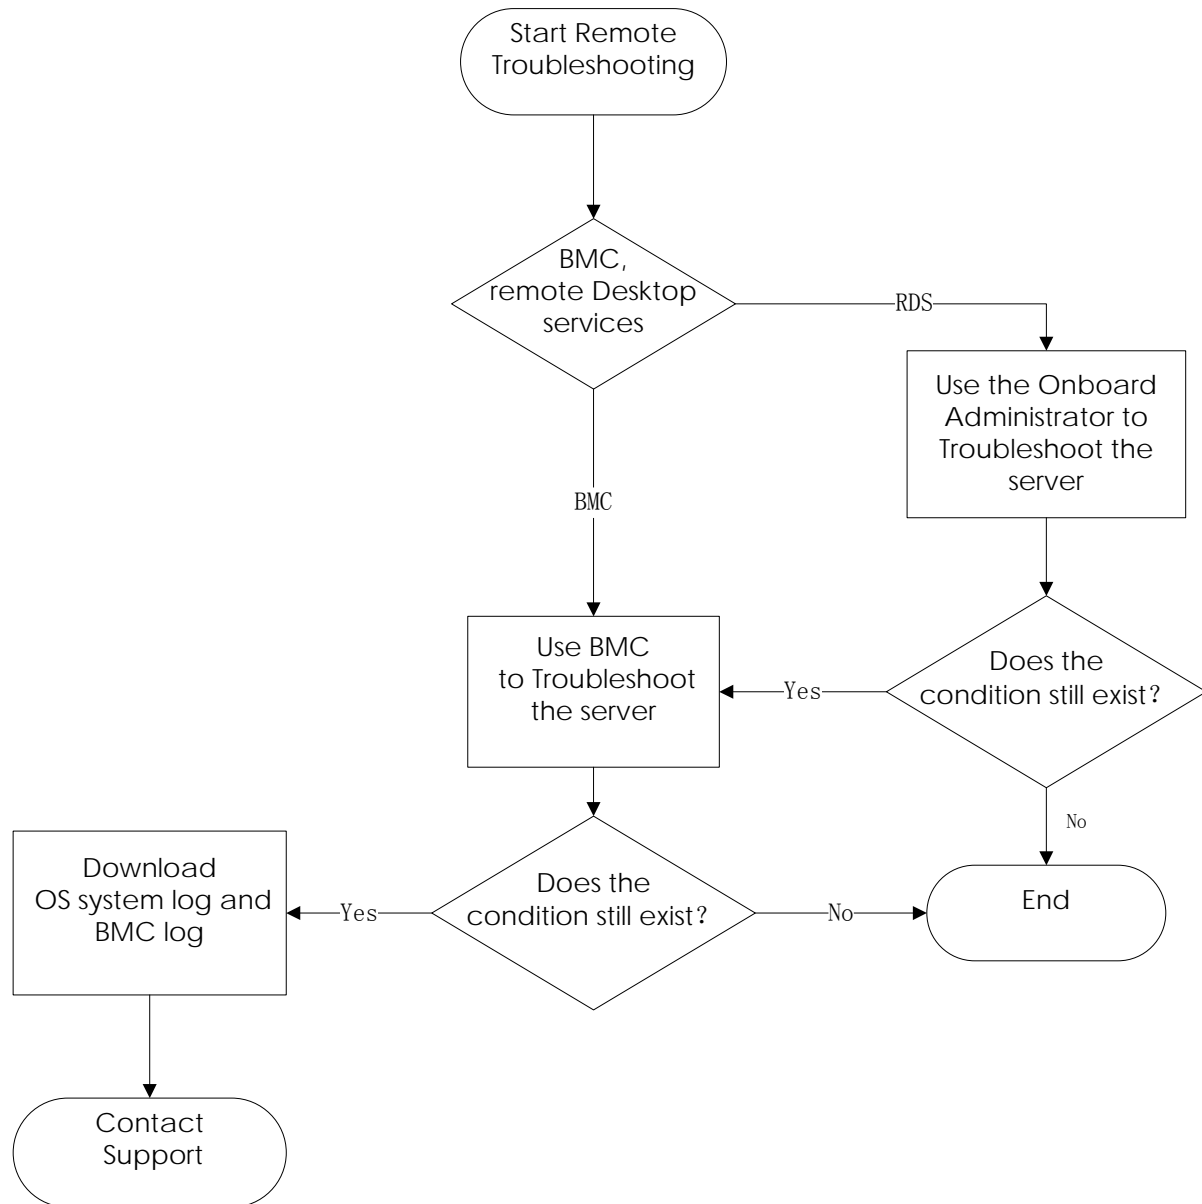 Start Remote
Troubleshooting
BMC,
remote Desktop
services
RDS
Use the Onboard
Administrator to
Troubleshoot the
server
BMC
Use BMC
to Troubleshoot
the server
Yes
Does the
condition still exist?
No
Download
OS system log and
BMC log
Yes
Does the
condition still exist?
No
End
Contact
Support